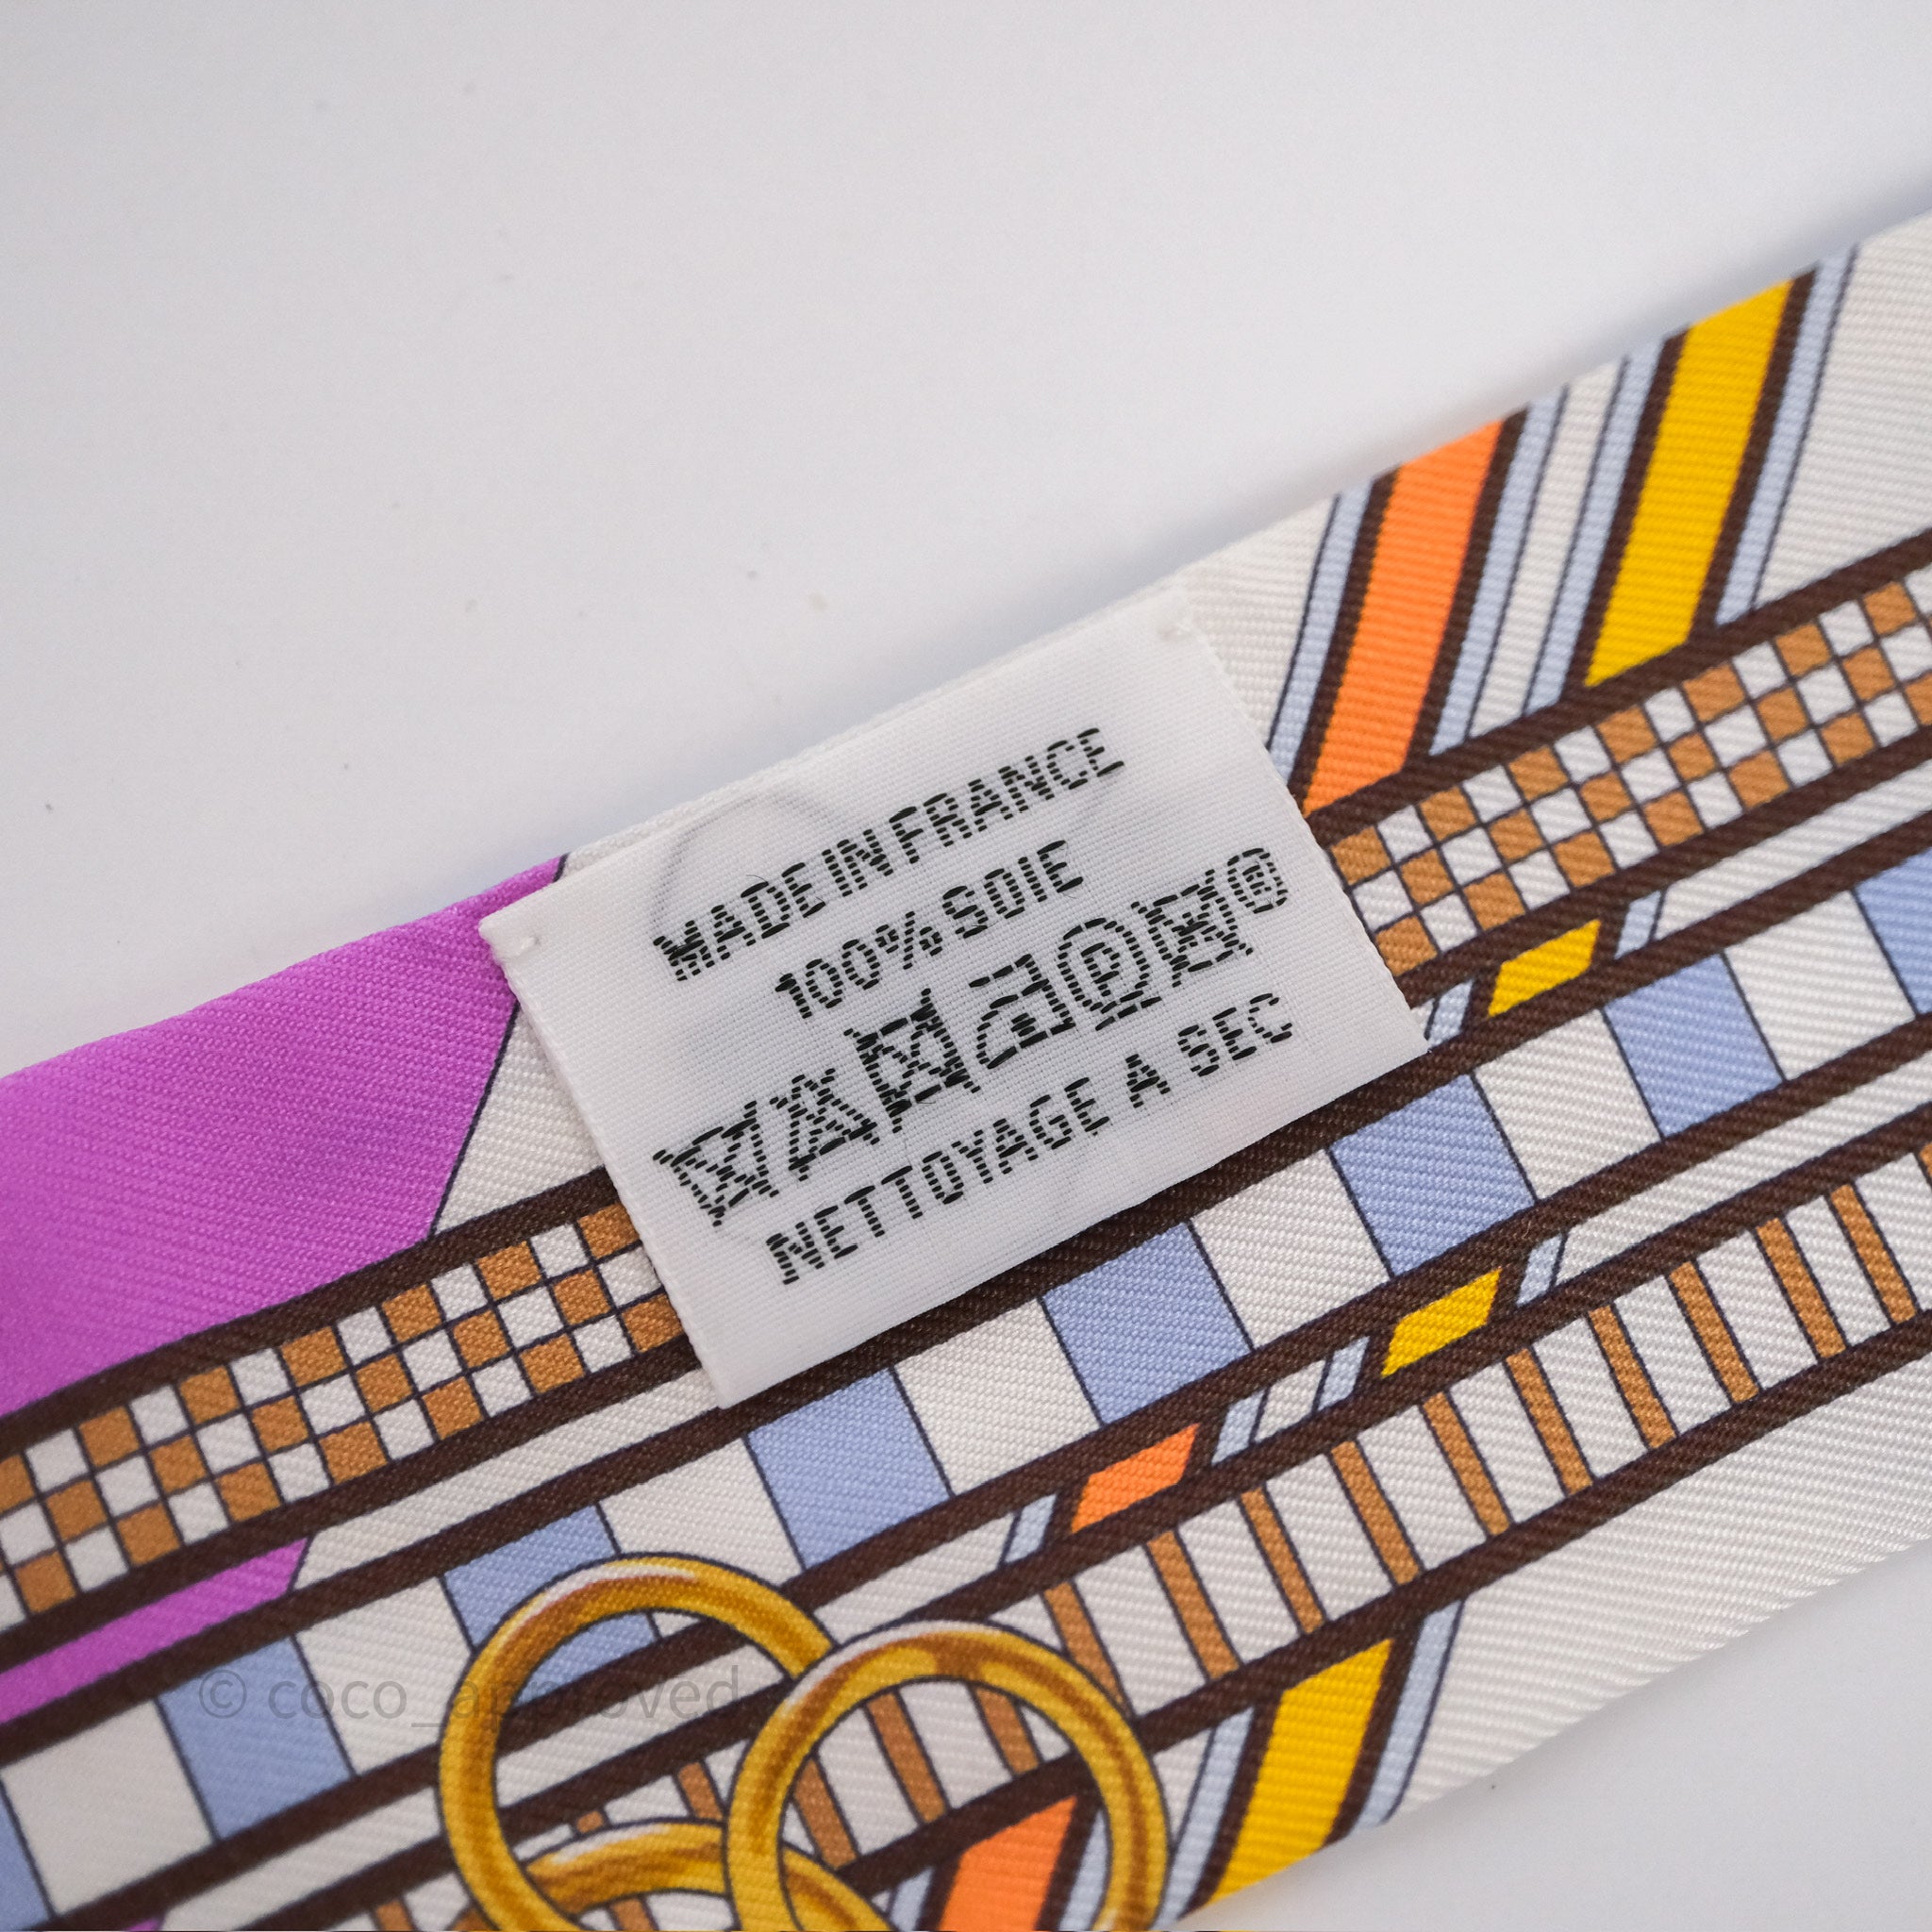 MADE IN FRANCE
100% SOIE
P ®
NETTOYAGE A SEC
© coco_approved